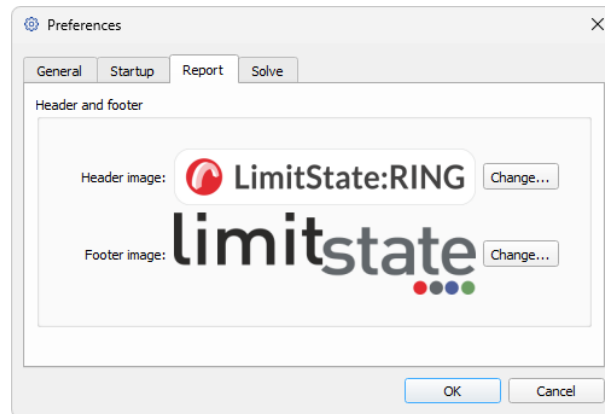 Preferences
General Startup Report Solve
Header and footer
Header image: LimitState:RING Change...
Footer image: limitstate Change...
OK Cancel